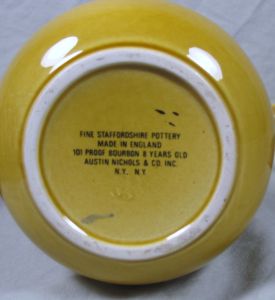 FINE STAFFORDSHIRE POTTERY
MADE IN ENGLAND
101 PROOF BOURBON 8 YEARS OLD
AUSTIN NICHOLS & CO. INC.
N.Y. N.Y.